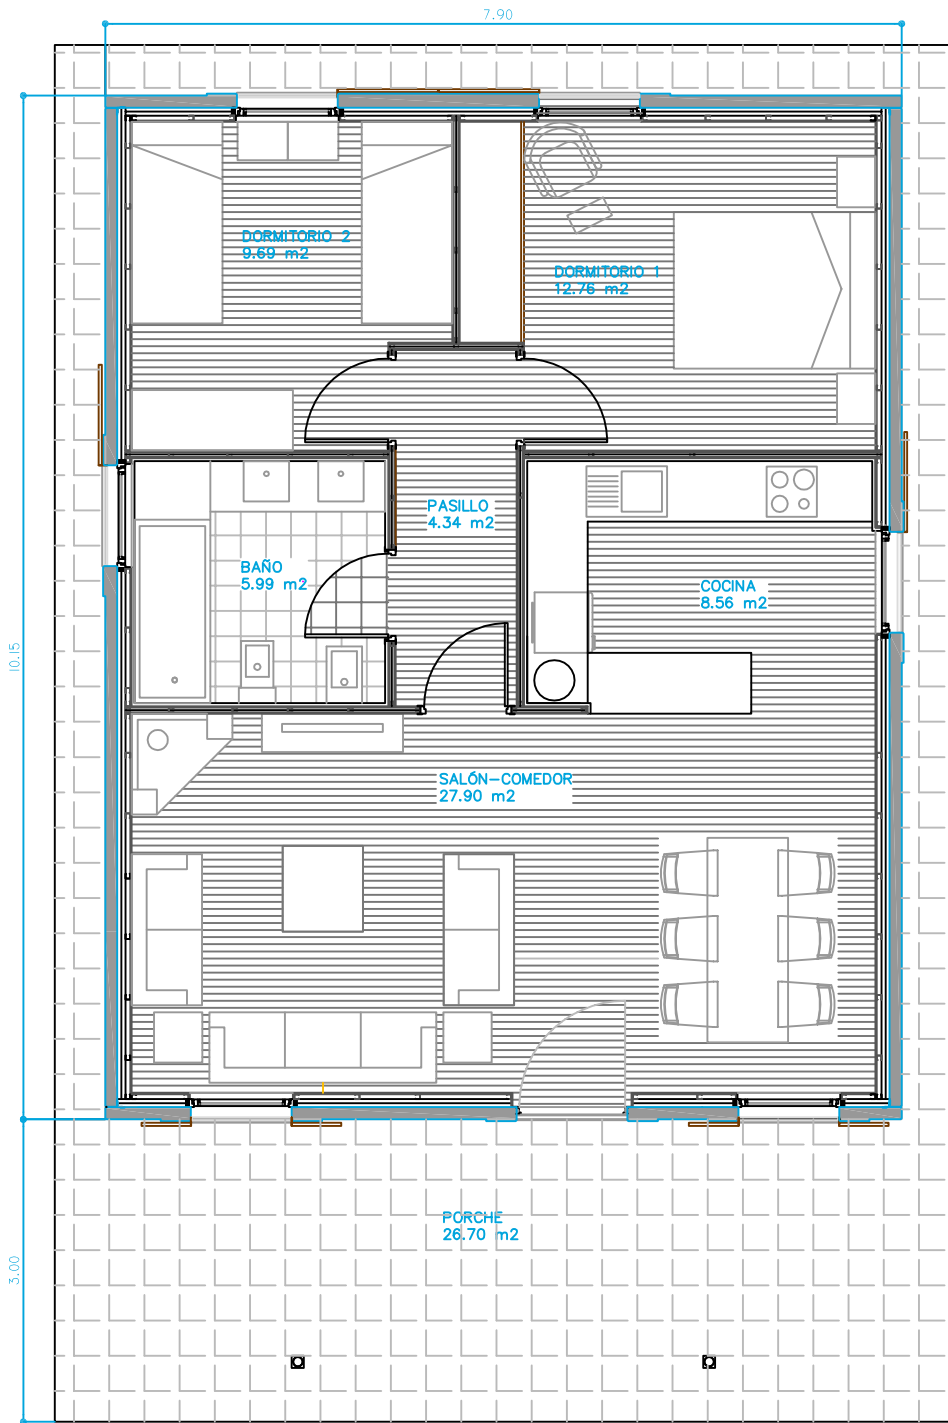 7.90
DORMITORIO 2
9.69 m2
DORMITORIO 1
12.76 m2
PASILLO
4.34 m2
BAÑO
5.99 m2
COCINA
8.56 m2
10.15
SALÓN-COMEDOR
27.90 m2
PORCHE
26.70 m2
3.00